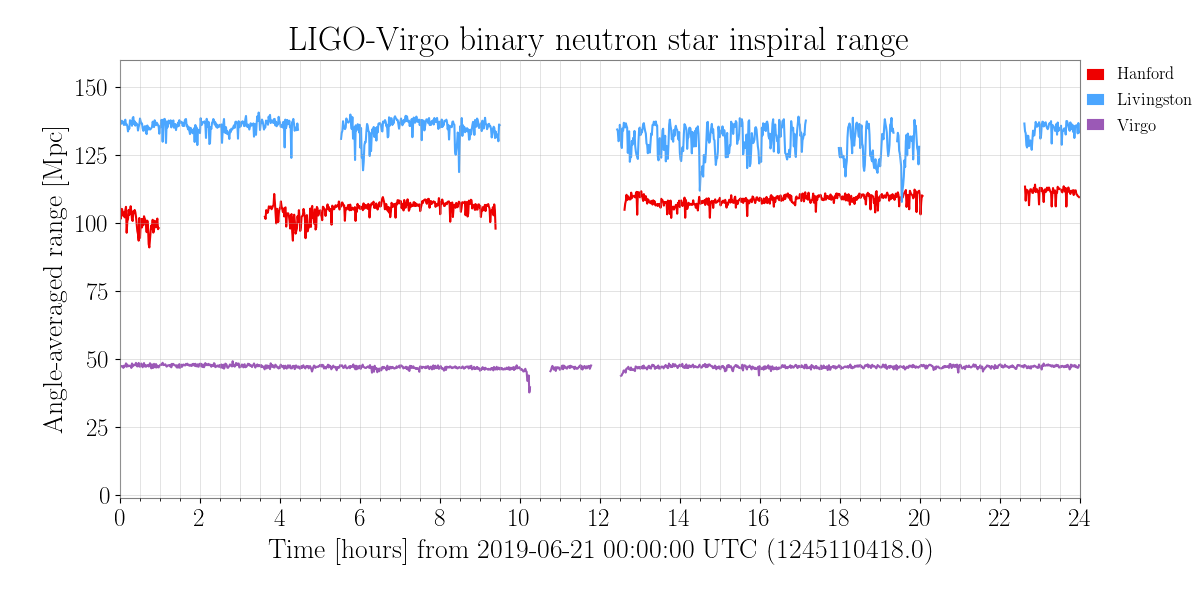 LIGO-Virgo binary neutron star inspiral range
Angle-averaged range [Mpc]
150
125
100
75
50
25
0
0 2 4 6 8 10 12 14 16 18 20 22 24
Time [hours] from 2019-06-21 00:00:00 UTC (1245110418.0)
Hanford
Livingston
Virgo